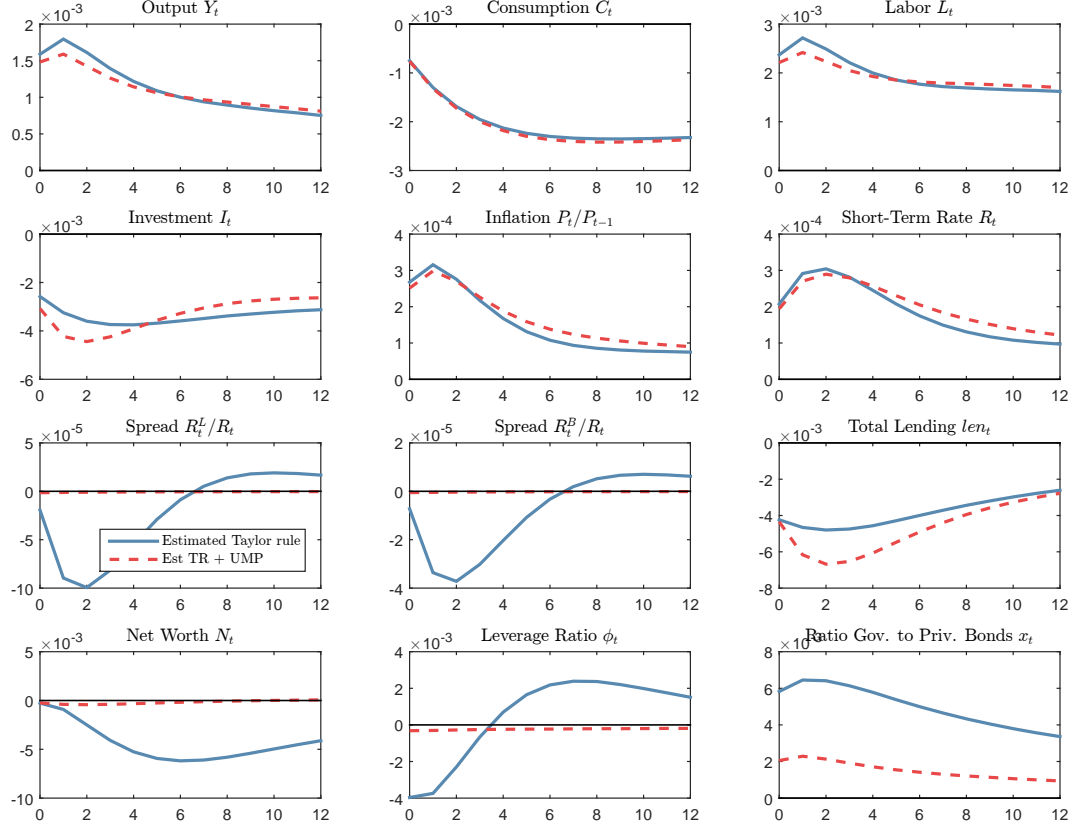 Output Y_t
×10^-3
2
1.5
1
0.5
0
0 2 4 6 8 10 12
Consumption C_t
×10^-3
0
-1
-2
-3
0 2 4 6 8 10 12
Labor L_t
×10^-3
3
2
1
0
0 2 4 6 8 10 12
Investment I_t
×10^-3
0
-2
-4
-6
0 2 4 6 8 10 12
Inflation P_t/P_{t-1}
×10^-4
4
3
2
1
0
0 2 4 6 8 10 12
Short-Term Rate R_t
×10^-4
4
3
2
1
0
0 2 4 6 8 10 12
Spread R_t^L/R_t
×10^-5
5
0
-5
-10
Estimated Taylor rule
Est TR + UMP
0 2 4 6 8 10 12
Spread R_t^B/R_t
×10^-5
2
0
-2
-4
0 2 4 6 8 10 12
Total Lending len_t
×10^-3
0
-2
-4
-6
-8
0 2 4 6 8 10 12
Net Worth N_t
×10^-3
5
0
-5
-10
0 2 4 6 8 10 12
Leverage Ratio ϕ_t
×10^-3
4
2
0
-2
-4
0 2 4 6 8 10 12
Ratio Gov. to Priv. Bonds x_t
×10^-3
8
6
4
2
0
0 2 4 6 8 10 12